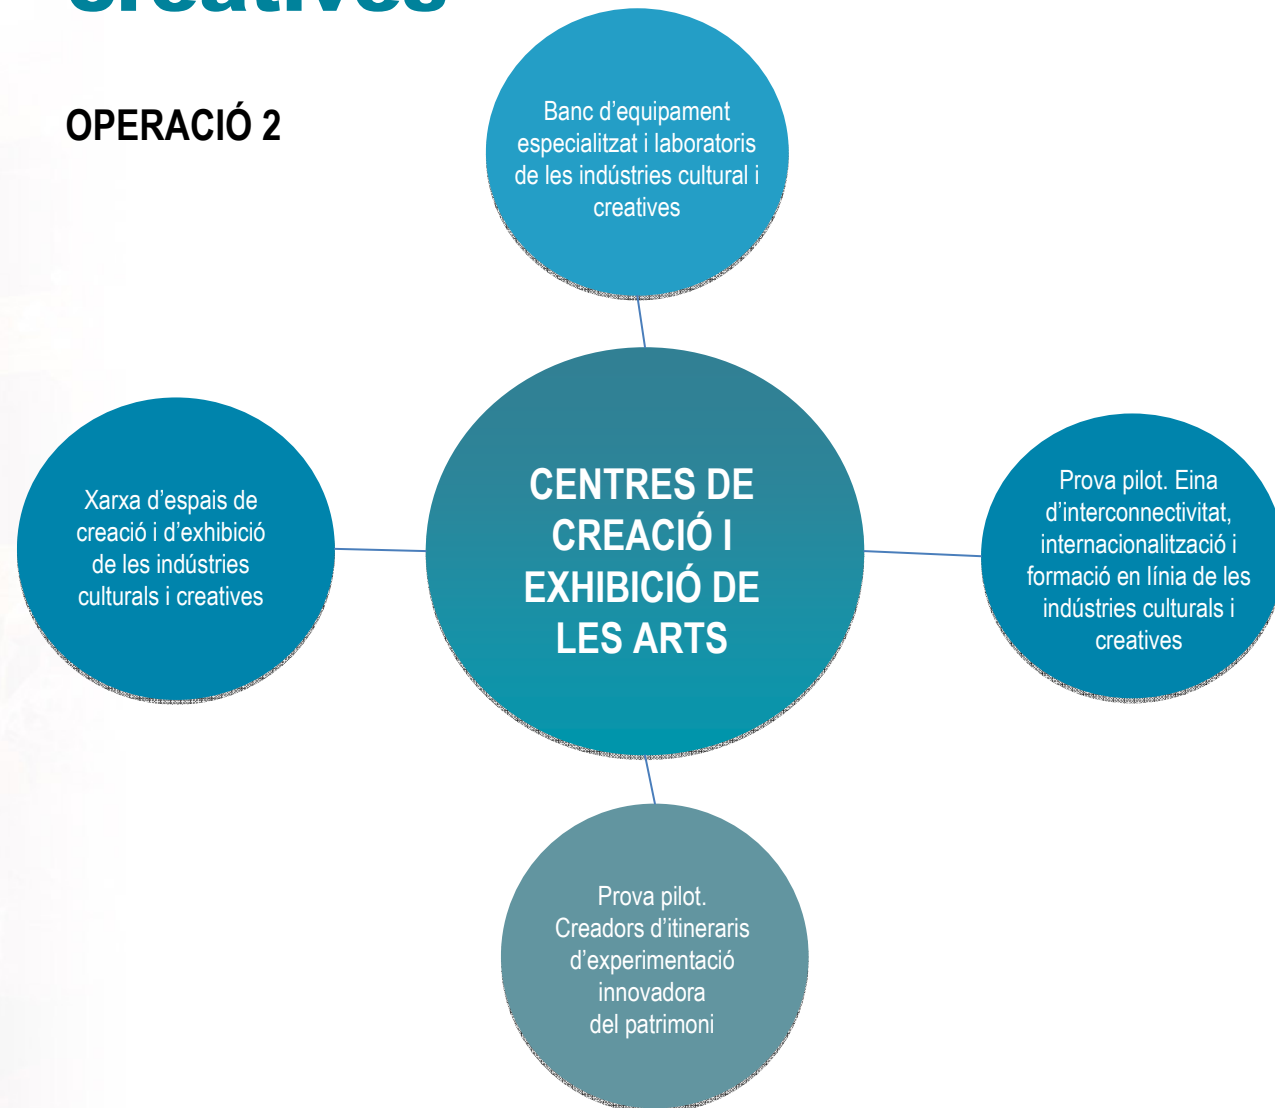 creatives
OPERACIÓ 2
Banc d’equipament
especialitzat i laboratoris
de les indústries cultural i
creatives
Xarxa d’espais de
creació i d’exhibició
de les indústries
culturals i creatives
CENTRES DE
CREACIÓ I
EXHIBICIÓ DE
LES ARTS
Prova pilot. Eina
d’interconnectivitat,
internacionalització i
formació en línia de les
indústries culturals i
creatives
Prova pilot.
Creadors d’itineraris
d’experimentació
innovadora
del patrimoni